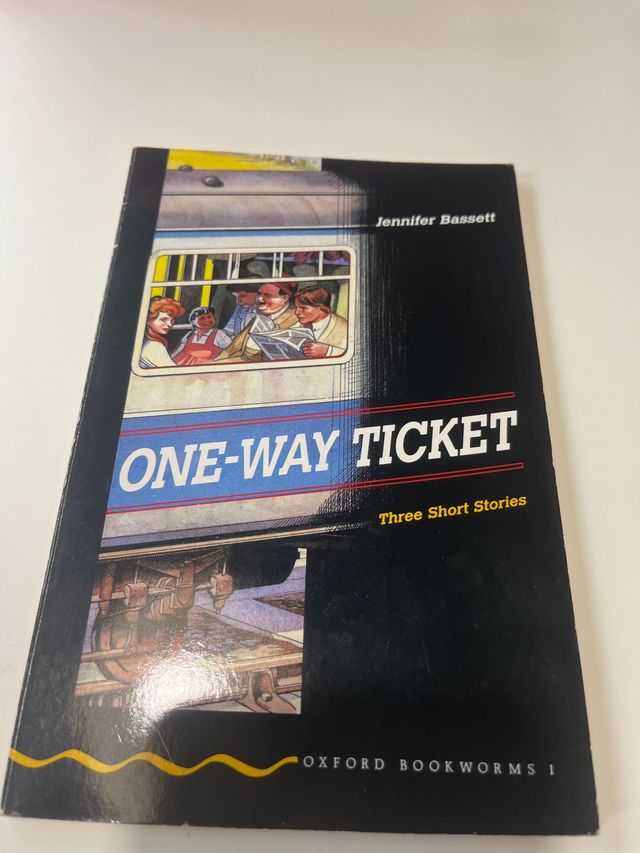 Jennifer Bassett
ONE-WAY TICKET
Three Short Stories
OXFORD BOOKWORMS 1